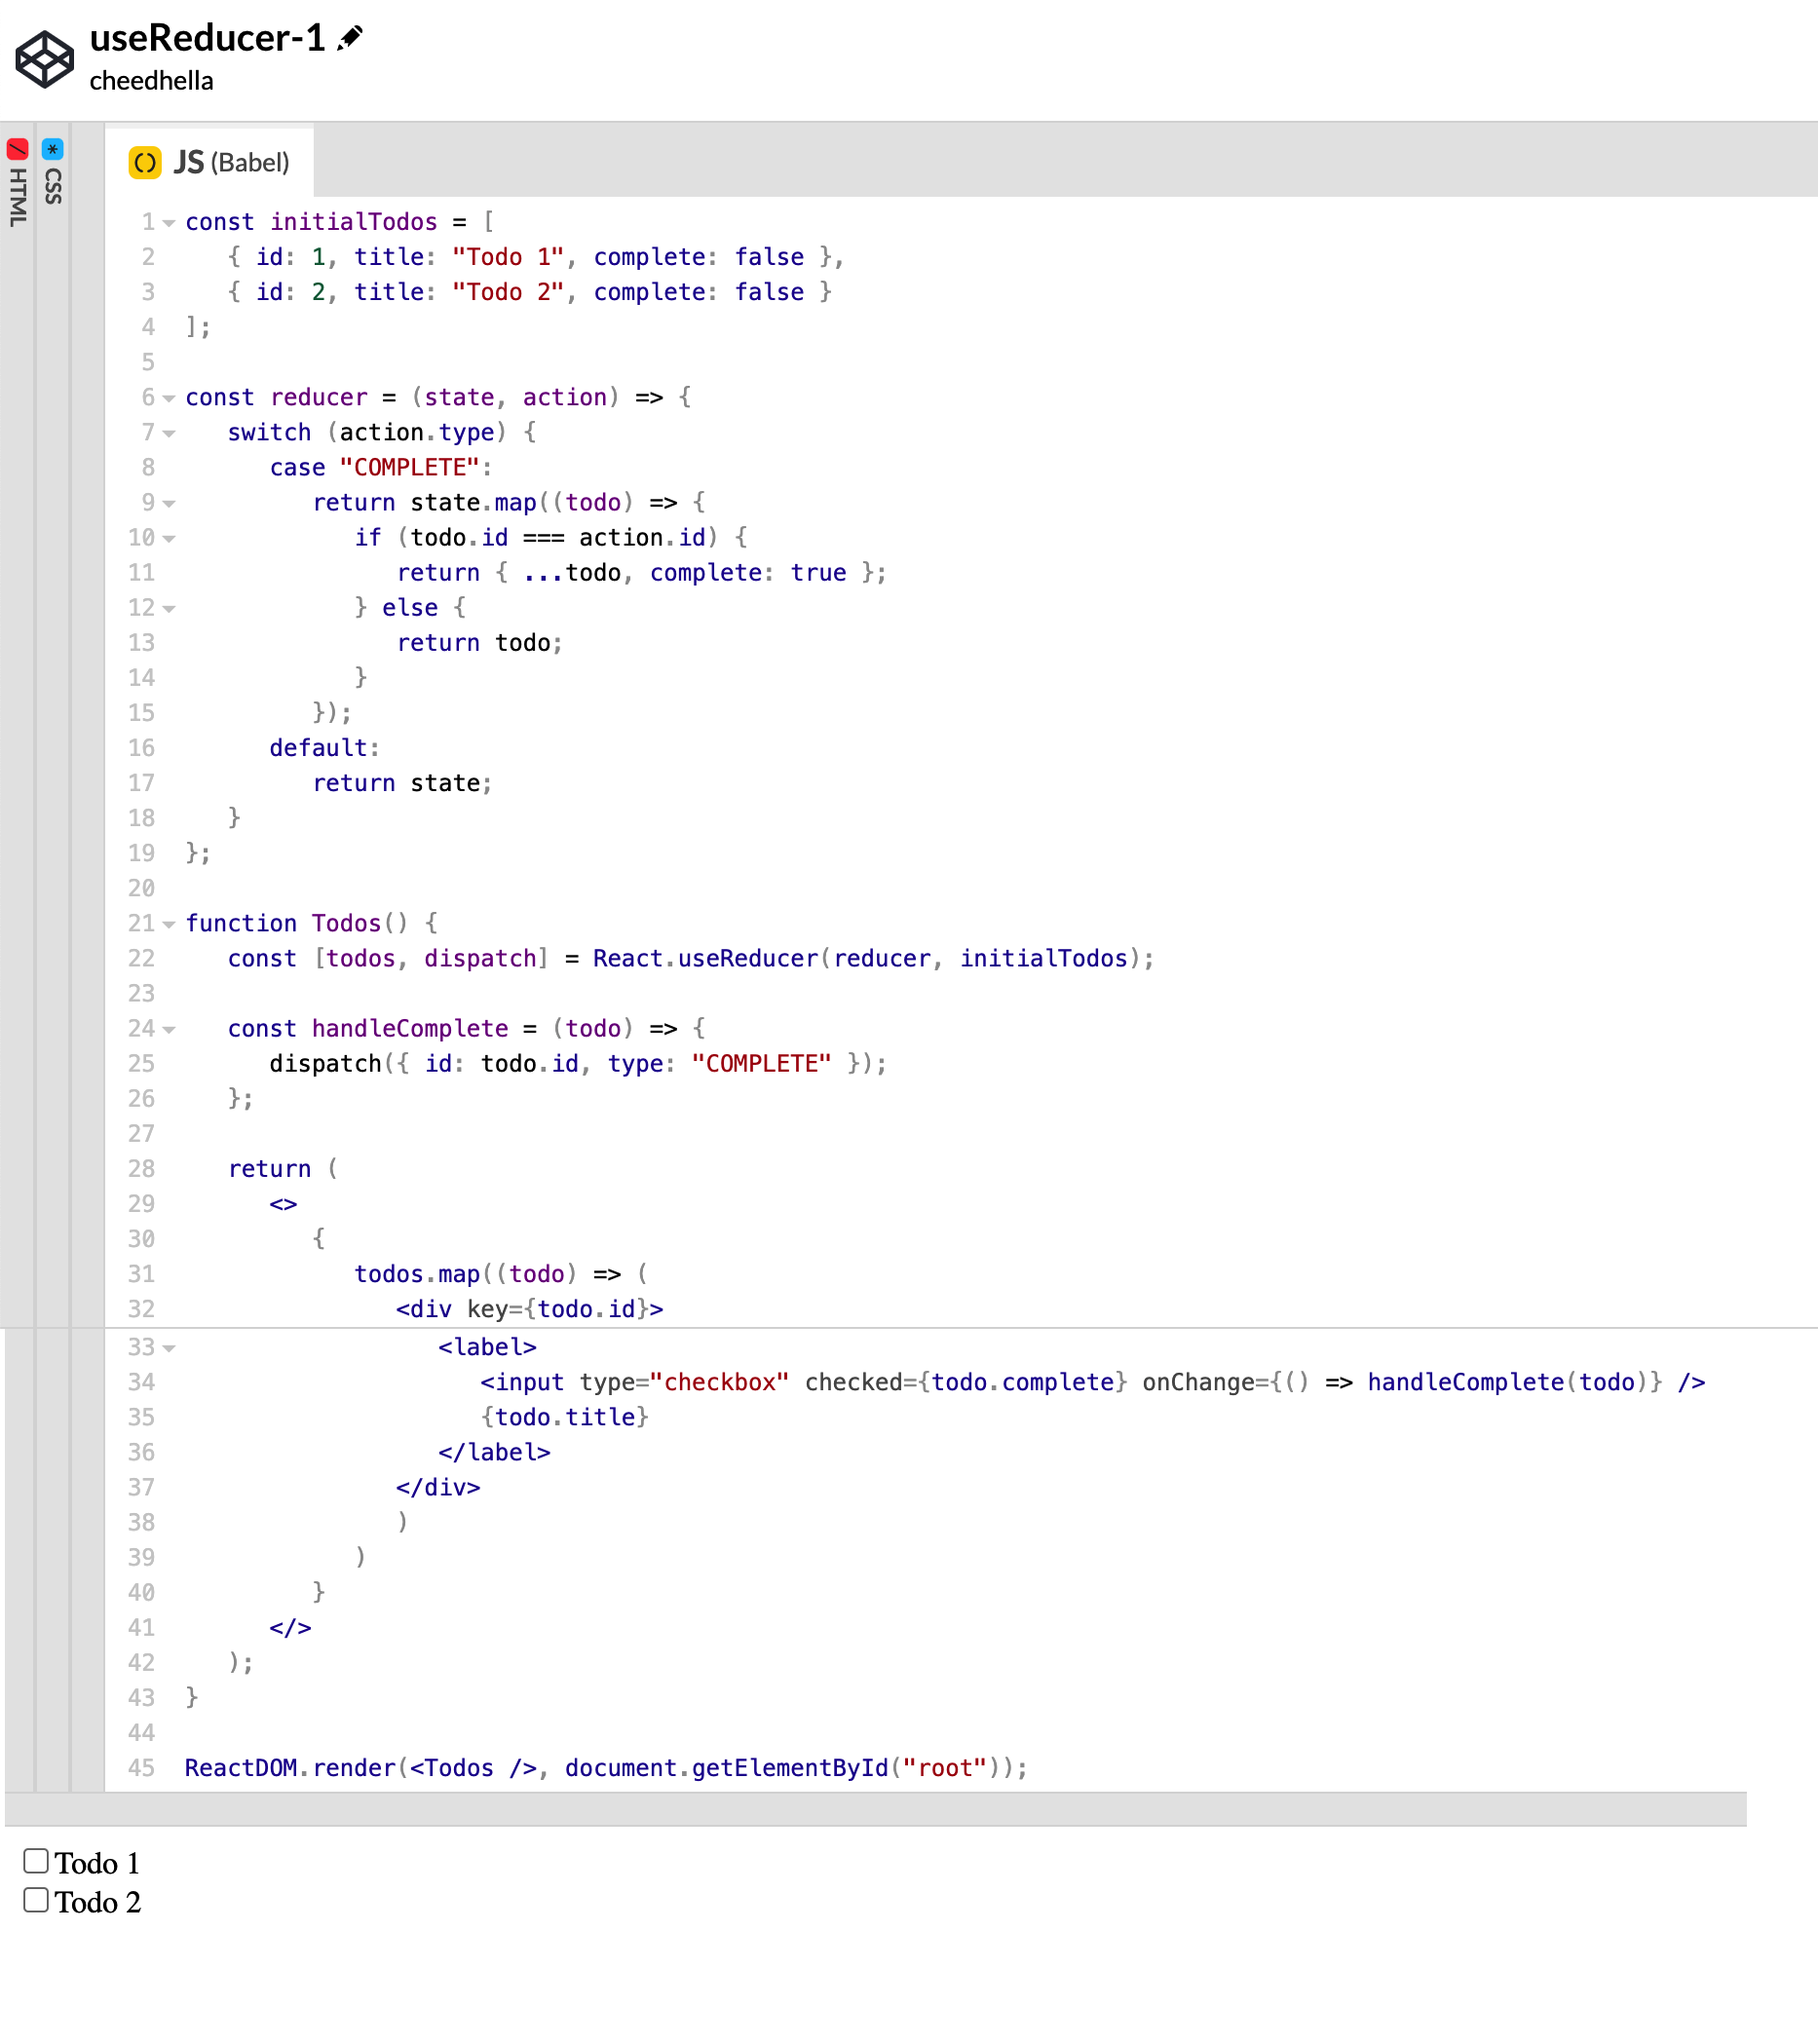 useReducer-1
cheedhella
HTML
CSS
JS (Babel)
1 const initialTodos = [
2    { id: 1, title: "Todo 1", complete: false },
3    { id: 2, title: "Todo 2", complete: false }
4 ];
5
6 const reducer = (state, action) => {
7    switch (action.type) {
8       case "COMPLETE":
9          return state.map((todo) => {
10             if (todo.id === action.id) {
11                return { ...todo, complete: true };
12             } else {
13                return todo;
14             }
15          });
16       default:
17          return state;
18    }
19 };
20
21 function Todos() {
22    const [todos, dispatch] = React.useReducer(reducer, initialTodos);
23
24    const handleComplete = (todo) => {
25       dispatch({ id: todo.id, type: "COMPLETE" });
26    };
27
28    return (
29       <>
30          {
31             todos.map((todo) => (
32                <div key={todo.id}>
33                   <label>
34                      <input type="checkbox" checked={todo.complete} onChange={() => handleComplete(todo)} />
35                      {todo.title}
36                   </label>
37                </div>
38                )
39             )
40          }
41       </>
42    );
43 }
44
45 ReactDOM.render(<Todos />, document.getElementById("root"));
Todo 1
Todo 2